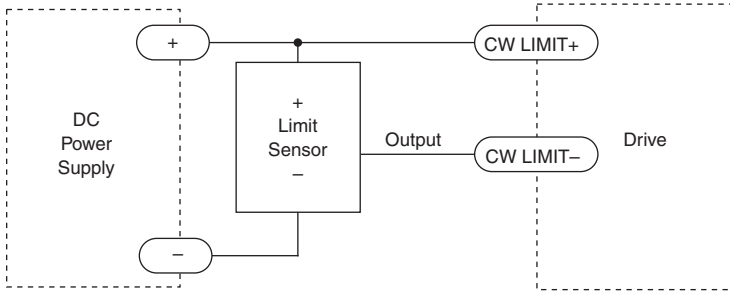 +
CW LIMIT+
DC
Power
Supply
+
Limit
Sensor
–
Output
CW LIMIT–
Drive
–